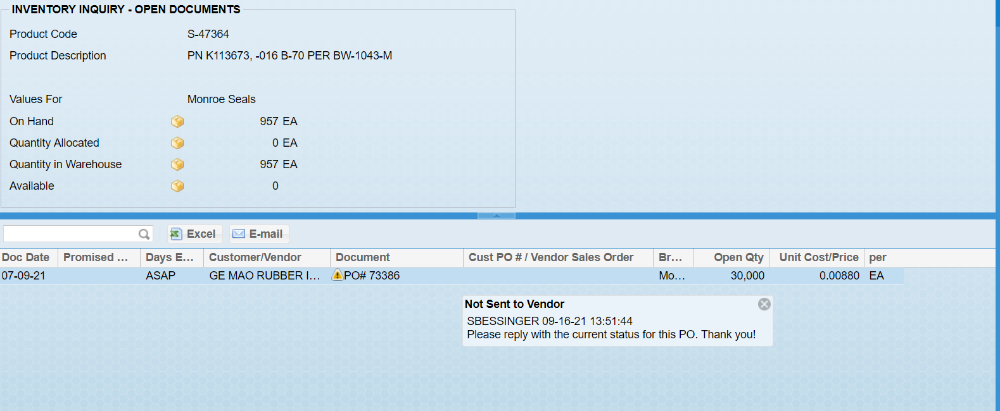 INVENTORY INQUIRY - OPEN DOCUMENTS
Product Code S-47364
Product Description PN K113673, -016 B-70 PER BW-1043-M
Values For Monroe Seals
On Hand 957 EA
Quantity Allocated 0 EA
Quantity in Warehouse 957 EA
Available 0
Excel E-mail
Doc Date Promised ... Days E... Customer/Vendor Document Cust PO # / Vendor Sales Order Br... Open Qty Unit Cost/Price per
07-09-21 ASAP GE MAO RUBBER I... PO# 73386 Mo... 30,000 0.00880 EA
Not Sent to Vendor
SBESSINGER 09-16-21 13:51:44
Please reply with the current status for this PO. Thank you!